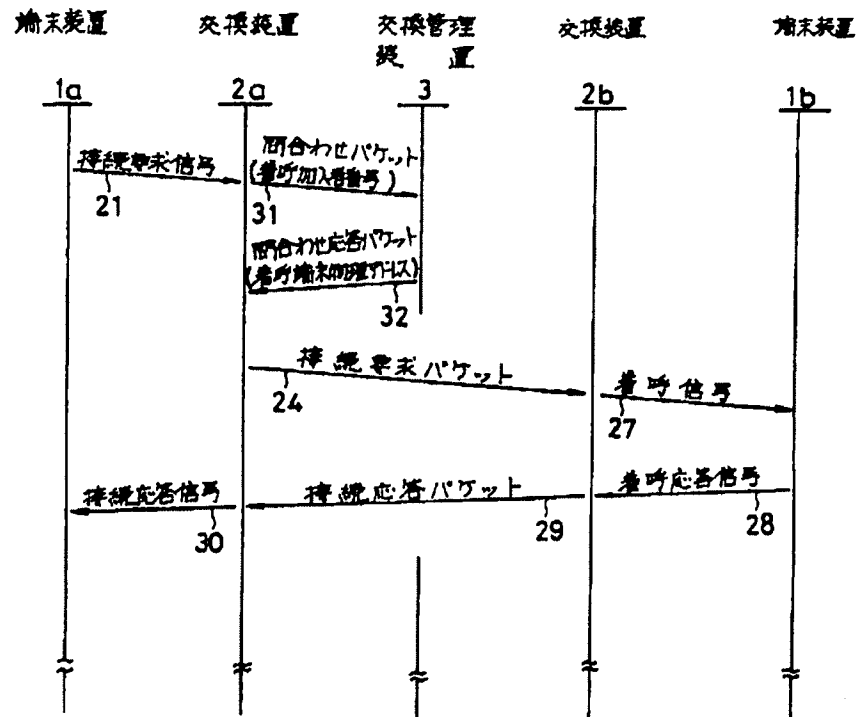 端末装置
交換装置
交換管理
装置
交換装置
端末装置
1a
2a
3
2b
1b
接続要求信号
21
問合わせパケット
(着呼加入者番号)
31
問合わせ応答パケット
(着呼端末物理アドレス)
32
接続要求パケット
24
着呼信号
27
接続応答信号
30
接続応答パケット
29
着呼応答信号
28